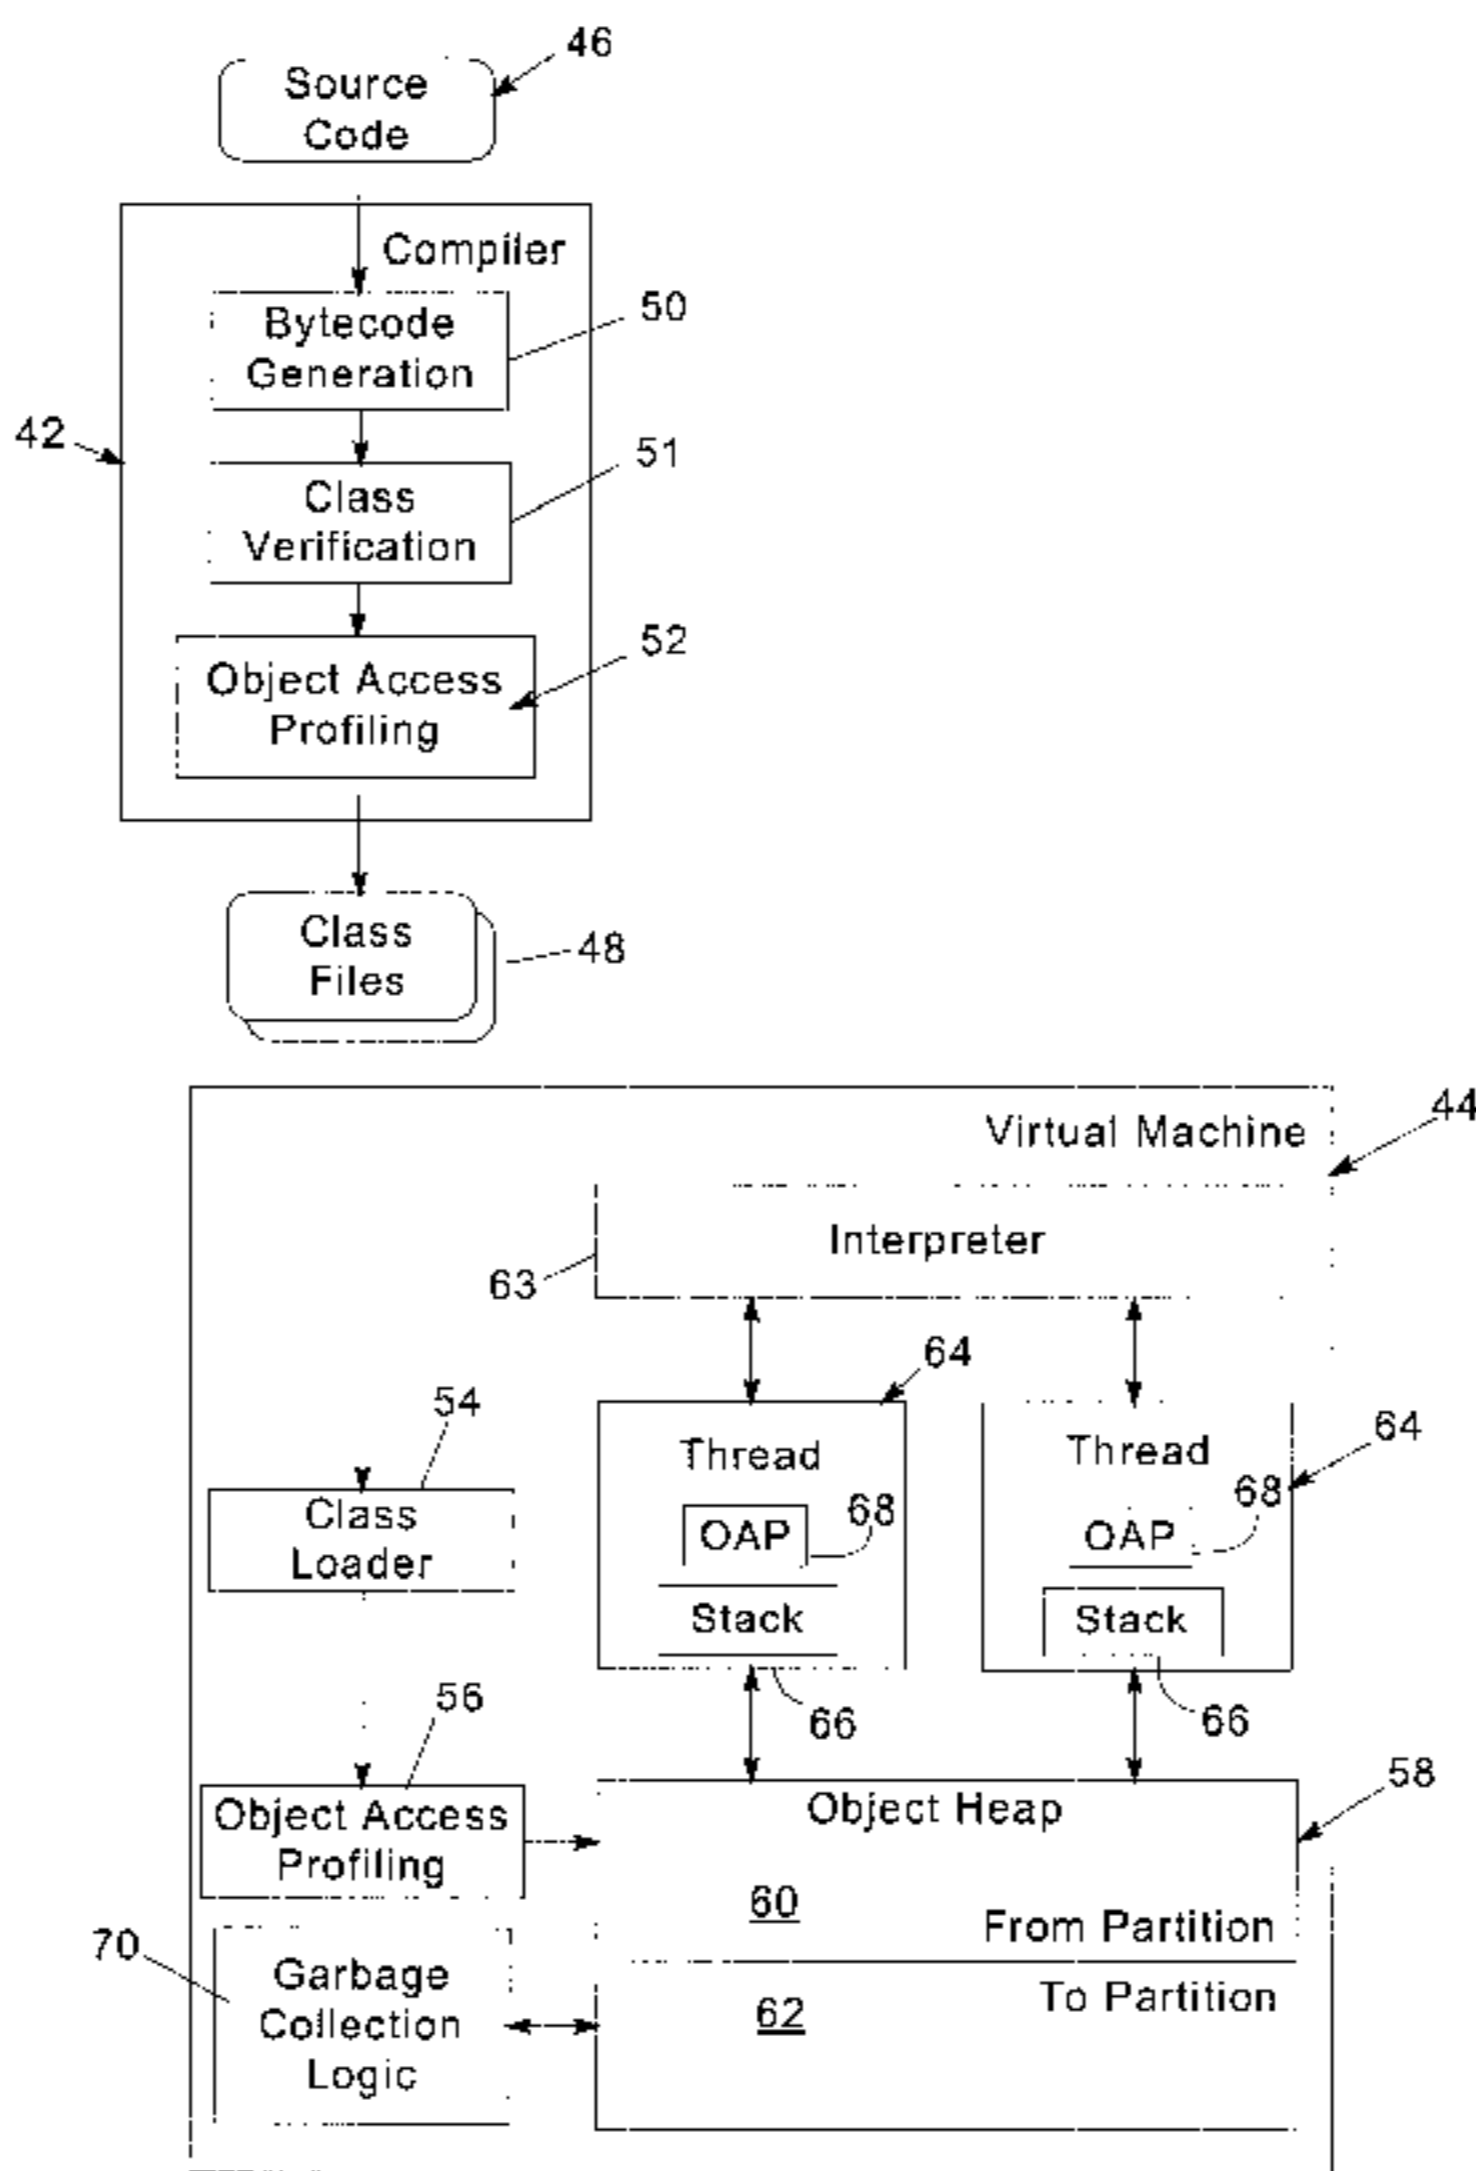 46
Source
Code
Compiler
50
Bytecode
Generation
42
51
Class
Verification
52
Object Access
Profiling
Class
Files
48
44
Virtual Machine
Interpreter
63
64
54
Thread
Thread
64
68
68
Class
Loader
OAP
OAP
Stack
Stack
56
66
66
58
Object Access
Profiling
Object Heap
60
From Partition
70
Garbage
Collection
Logic
62
To Partition